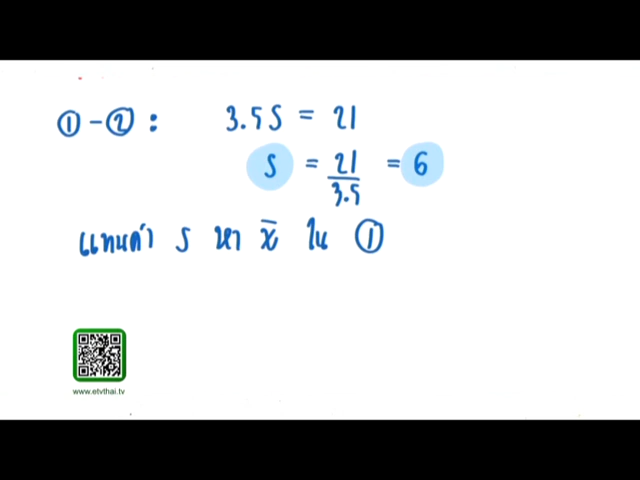 ① - ② : 3.5S = 21
S = 21/3.5 = 6
แทนค่า S หา x̄ ใน ①
www.etvthai.tv